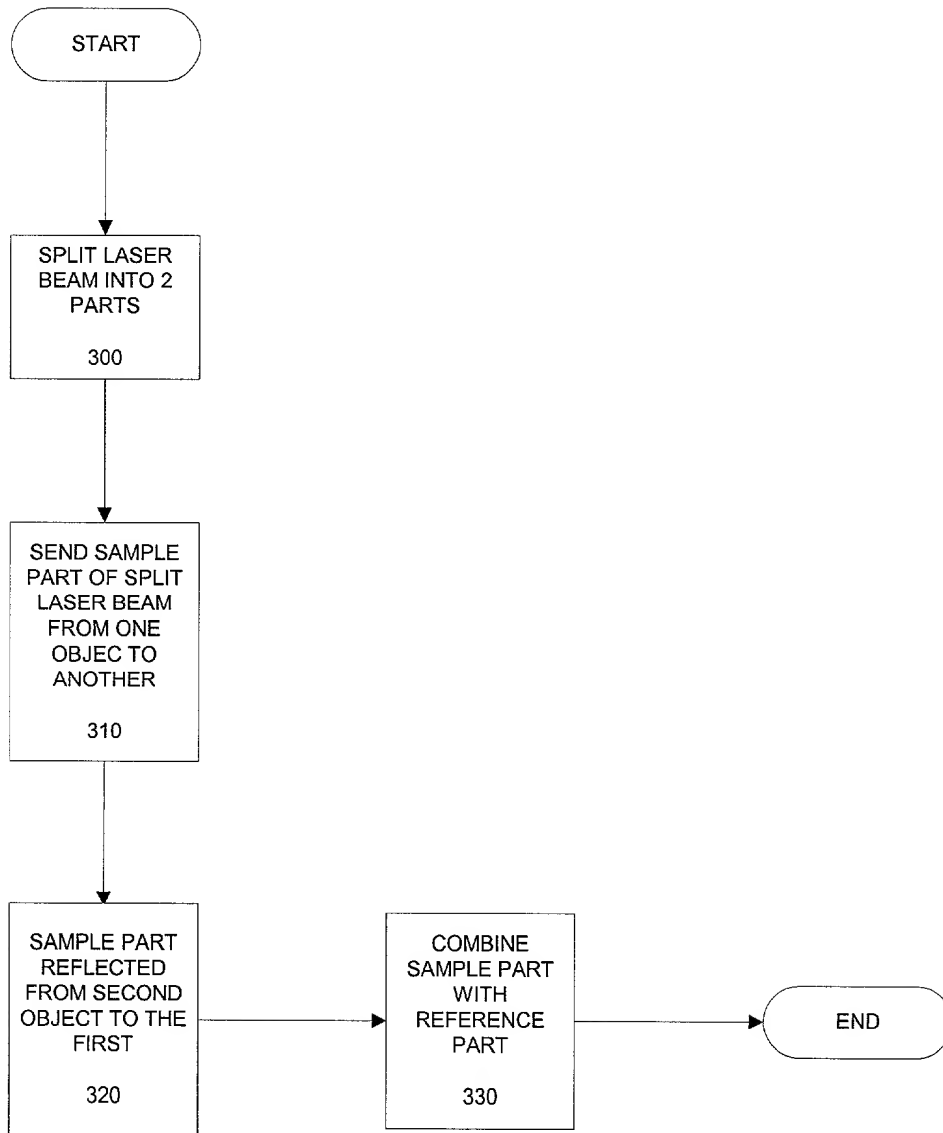 START
SPLIT LASER
BEAM INTO 2
PARTS
300
SEND SAMPLE
PART OF SPLIT
LASER BEAM
FROM ONE
OBJEC TO
ANOTHER
310
SAMPLE PART
REFLECTED
FROM SECOND
OBJECT TO THE
FIRST
320
COMBINE
SAMPLE PART
WITH
REFERENCE
PART
330
END